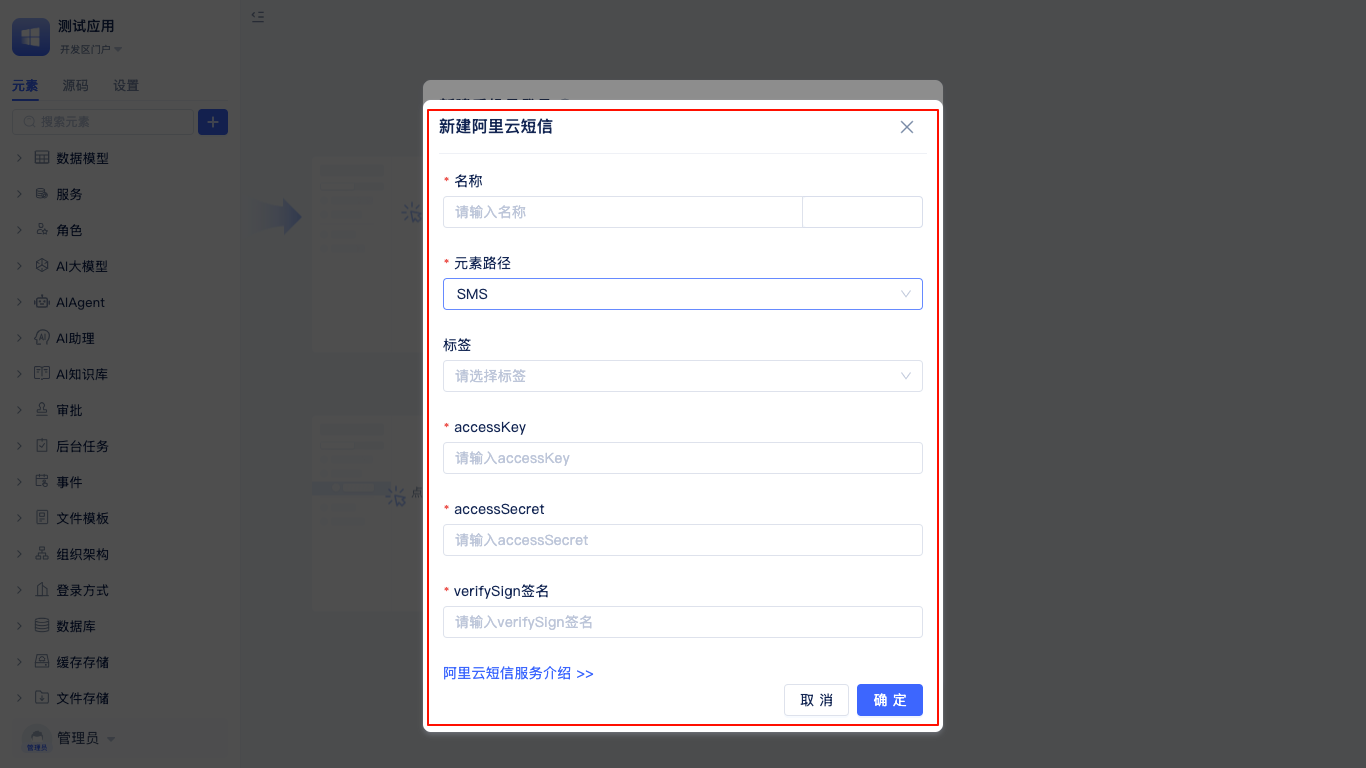 测试应用
开发区门户
元素 源码 设置
搜索元素
数据模型
服务
角色
AI大模型
AIAgent
AI助理
AI知识库
审批
后台任务
事件
文件模板
组织架构
登录方式
数据库
缓存存储
文件存储
管理员
管理员
点
新建阿里云短信
* 名称
请输入名称
* 元素路径
SMS
标签
请选择标签
* accessKey
请输入accessKey
* accessSecret
请输入accessSecret
* verifySign签名
请输入verifySign签名
阿里云短信服务介绍 >>
取 消
确 定